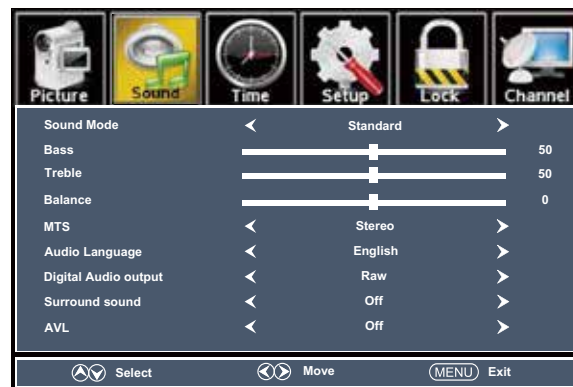 Picture Sound Time Setup Lock Channel
Sound Mode Standard
Bass 50
Treble 50
Balance 0
MTS Stereo
Audio Language English
Digital Audio output Raw
Surround sound Off
AVL Off
Select Move MENU Exit